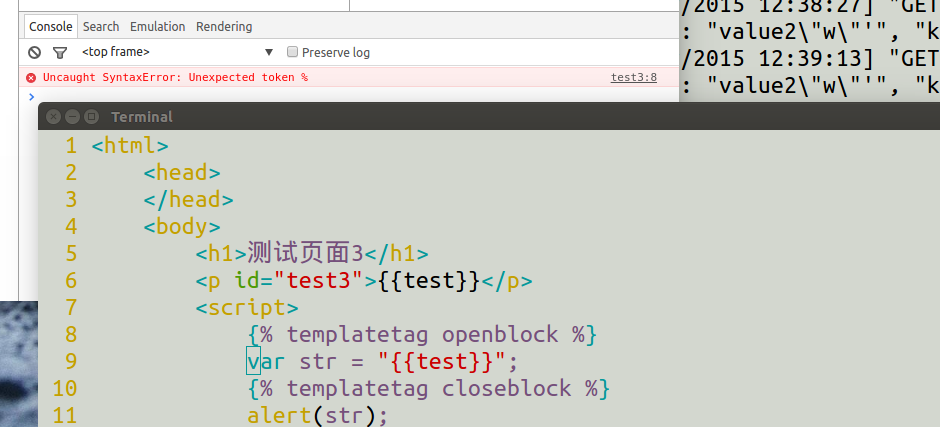 Console Search Emulation Rendering
<top frame> Preserve log
Uncaught SyntaxError: Unexpected token % test3:8
/2015 12:38:27] "GET
: "value2\"w\"'", "k
/2015 12:39:13] "GET
: "value2\"w\"'", "k
Terminal
1 <html>
2 <head>
3 </head>
4 <body>
5 <h1>测试页面3</h1>
6 <p id="test3">{{test}}</p>
7 <script>
8 {% templatetag openblock %}
9 var str = "{{test}}";
10 {% templatetag closeblock %}
11 alert(str);